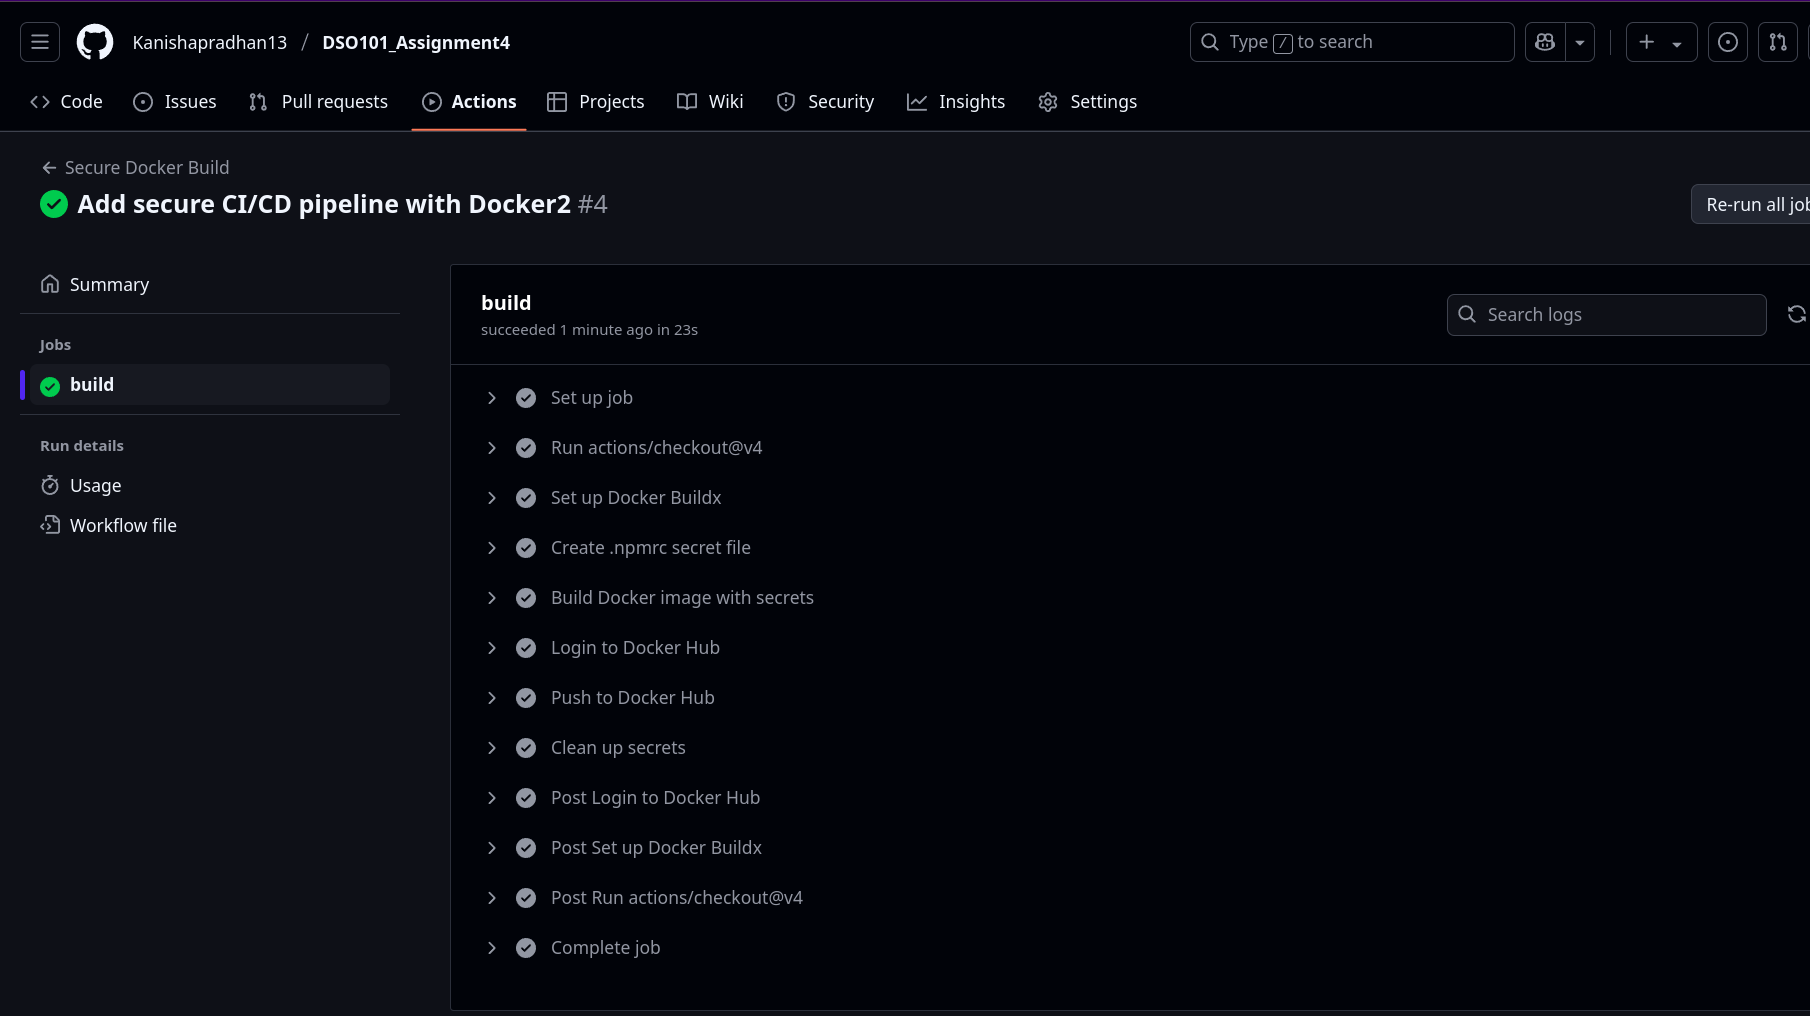 Kanishapradhan13 / DSO101_Assignment4
Type / to search
Code Issues Pull requests Actions Projects Wiki Security Insights Settings
Secure Docker Build
Add secure CI/CD pipeline with Docker2 #4
Re-run all job
Summary
Jobs
build
Run details
Usage
Workflow file
build
succeeded 1 minute ago in 23s
Search logs
Set up job
Run actions/checkout@v4
Set up Docker Buildx
Create .npmrc secret file
Build Docker image with secrets
Login to Docker Hub
Push to Docker Hub
Clean up secrets
Post Login to Docker Hub
Post Set up Docker Buildx
Post Run actions/checkout@v4
Complete job